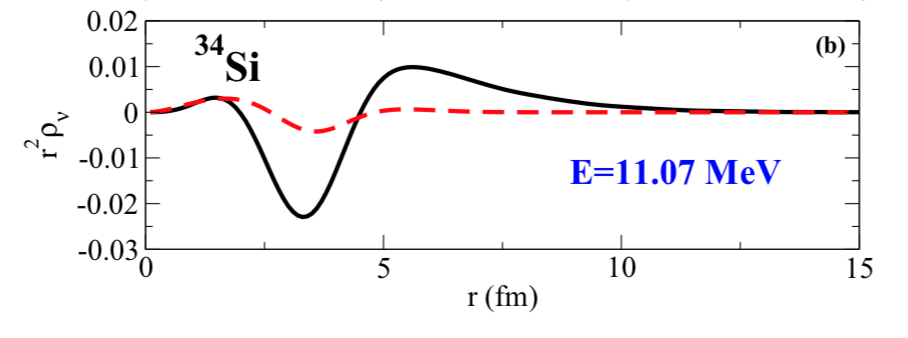 0.02
0.01
0
-0.01
-0.02
-0.03
r²ρᵥ
³⁴Si
(b)
E=11.07 MeV
0 5 10 15
r (fm)